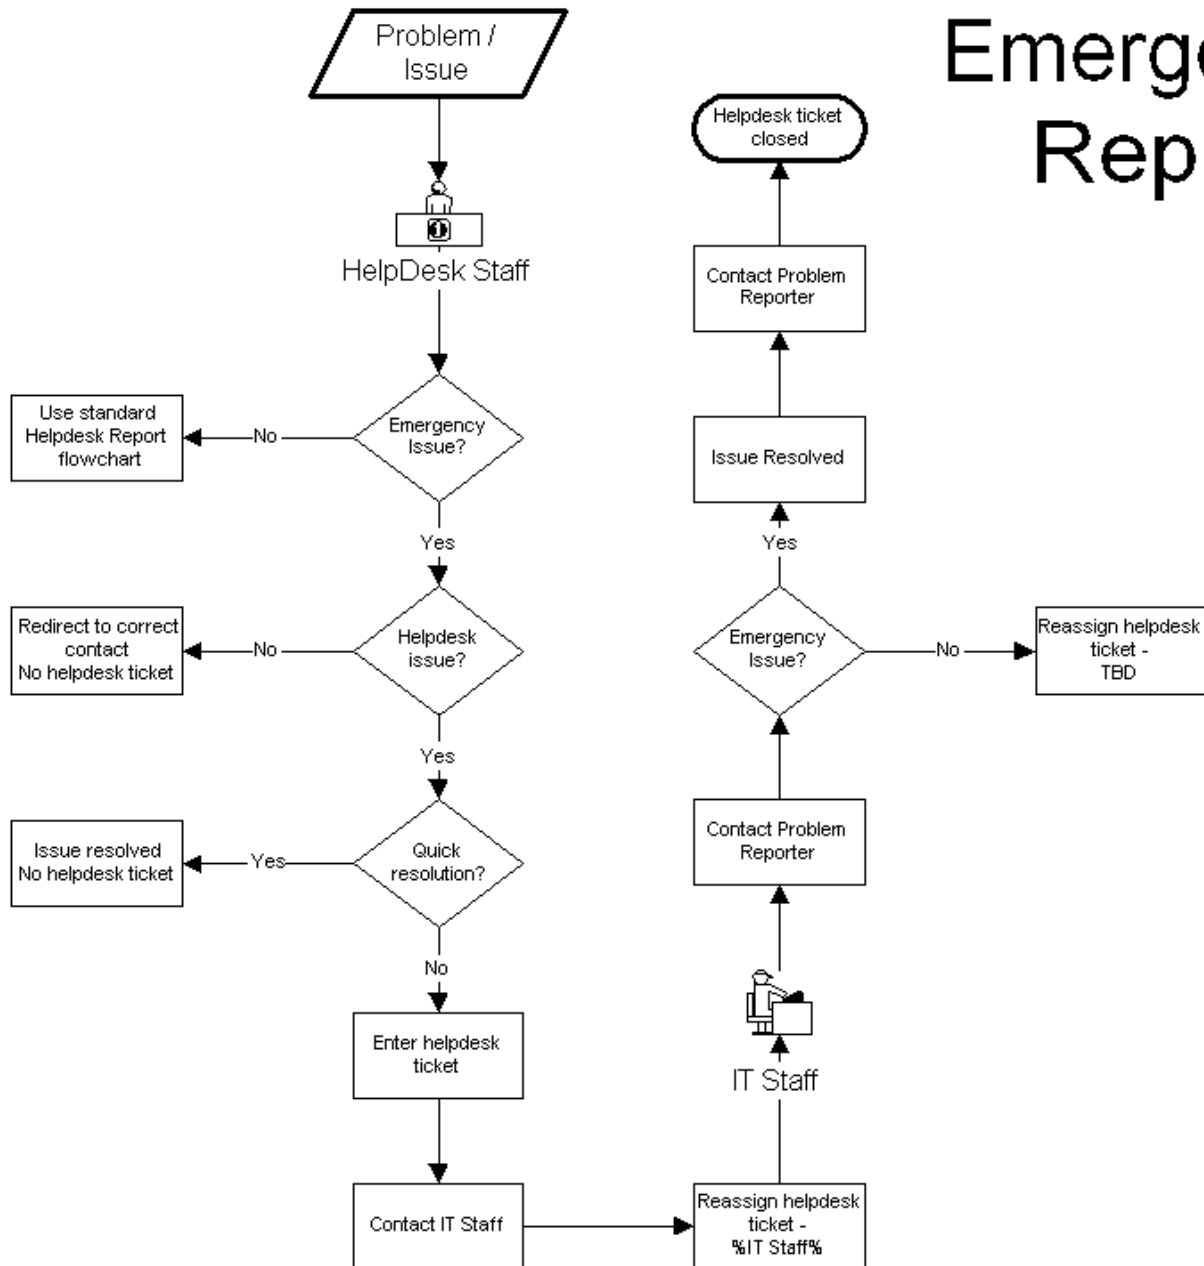 Problem /
Issue
HelpDesk Staff
Emergency
Issue?
No
Use standard
Helpdesk Report
flowchart
Yes
Helpdesk
issue?
No
Redirect to correct
contact
No helpdesk ticket
Yes
Quick
resolution?
Yes
Issue resolved
No helpdesk ticket
No
Enter helpdesk
ticket
Contact IT Staff
Reassign helpdesk
ticket -
%IT Staff%
IT Staff
Contact Problem
Reporter
Emergency
Issue?
No
Reassign helpdesk
ticket -
TBD
Yes
Issue Resolved
Contact Problem
Reporter
Helpdesk ticket
closed
Emerge
Rep